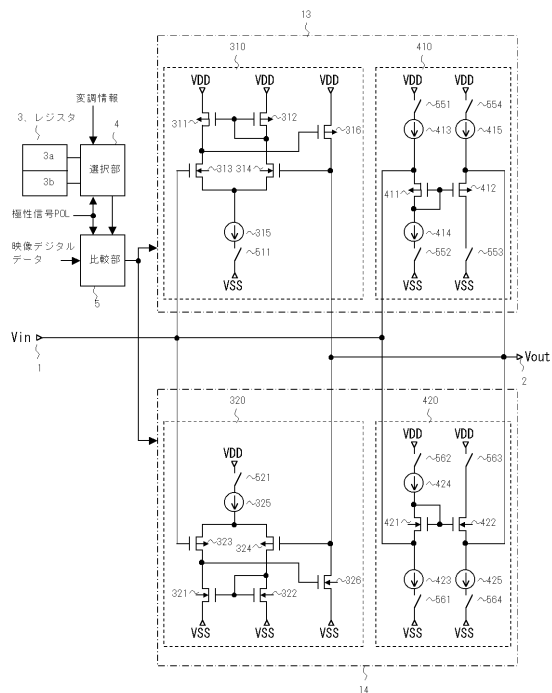 13
310
410
変調情報
3、レジスタ
4
3a
3b
選択部
極性信号POL
映像デジタル
データ
比較部
5
VDD
VDD
VDD
311
312
316
313
314
315
511
VSS
VDD
VDD
551
554
413
415
411
412
414
552
553
VSS
VSS
Vin
1
Vout
2
320
420
VDD
521
325
323
324
321
322
326
VSS
VSS
VSS
VDD
VDD
562
563
424
421
422
423
425
561
564
VSS
VSS
14